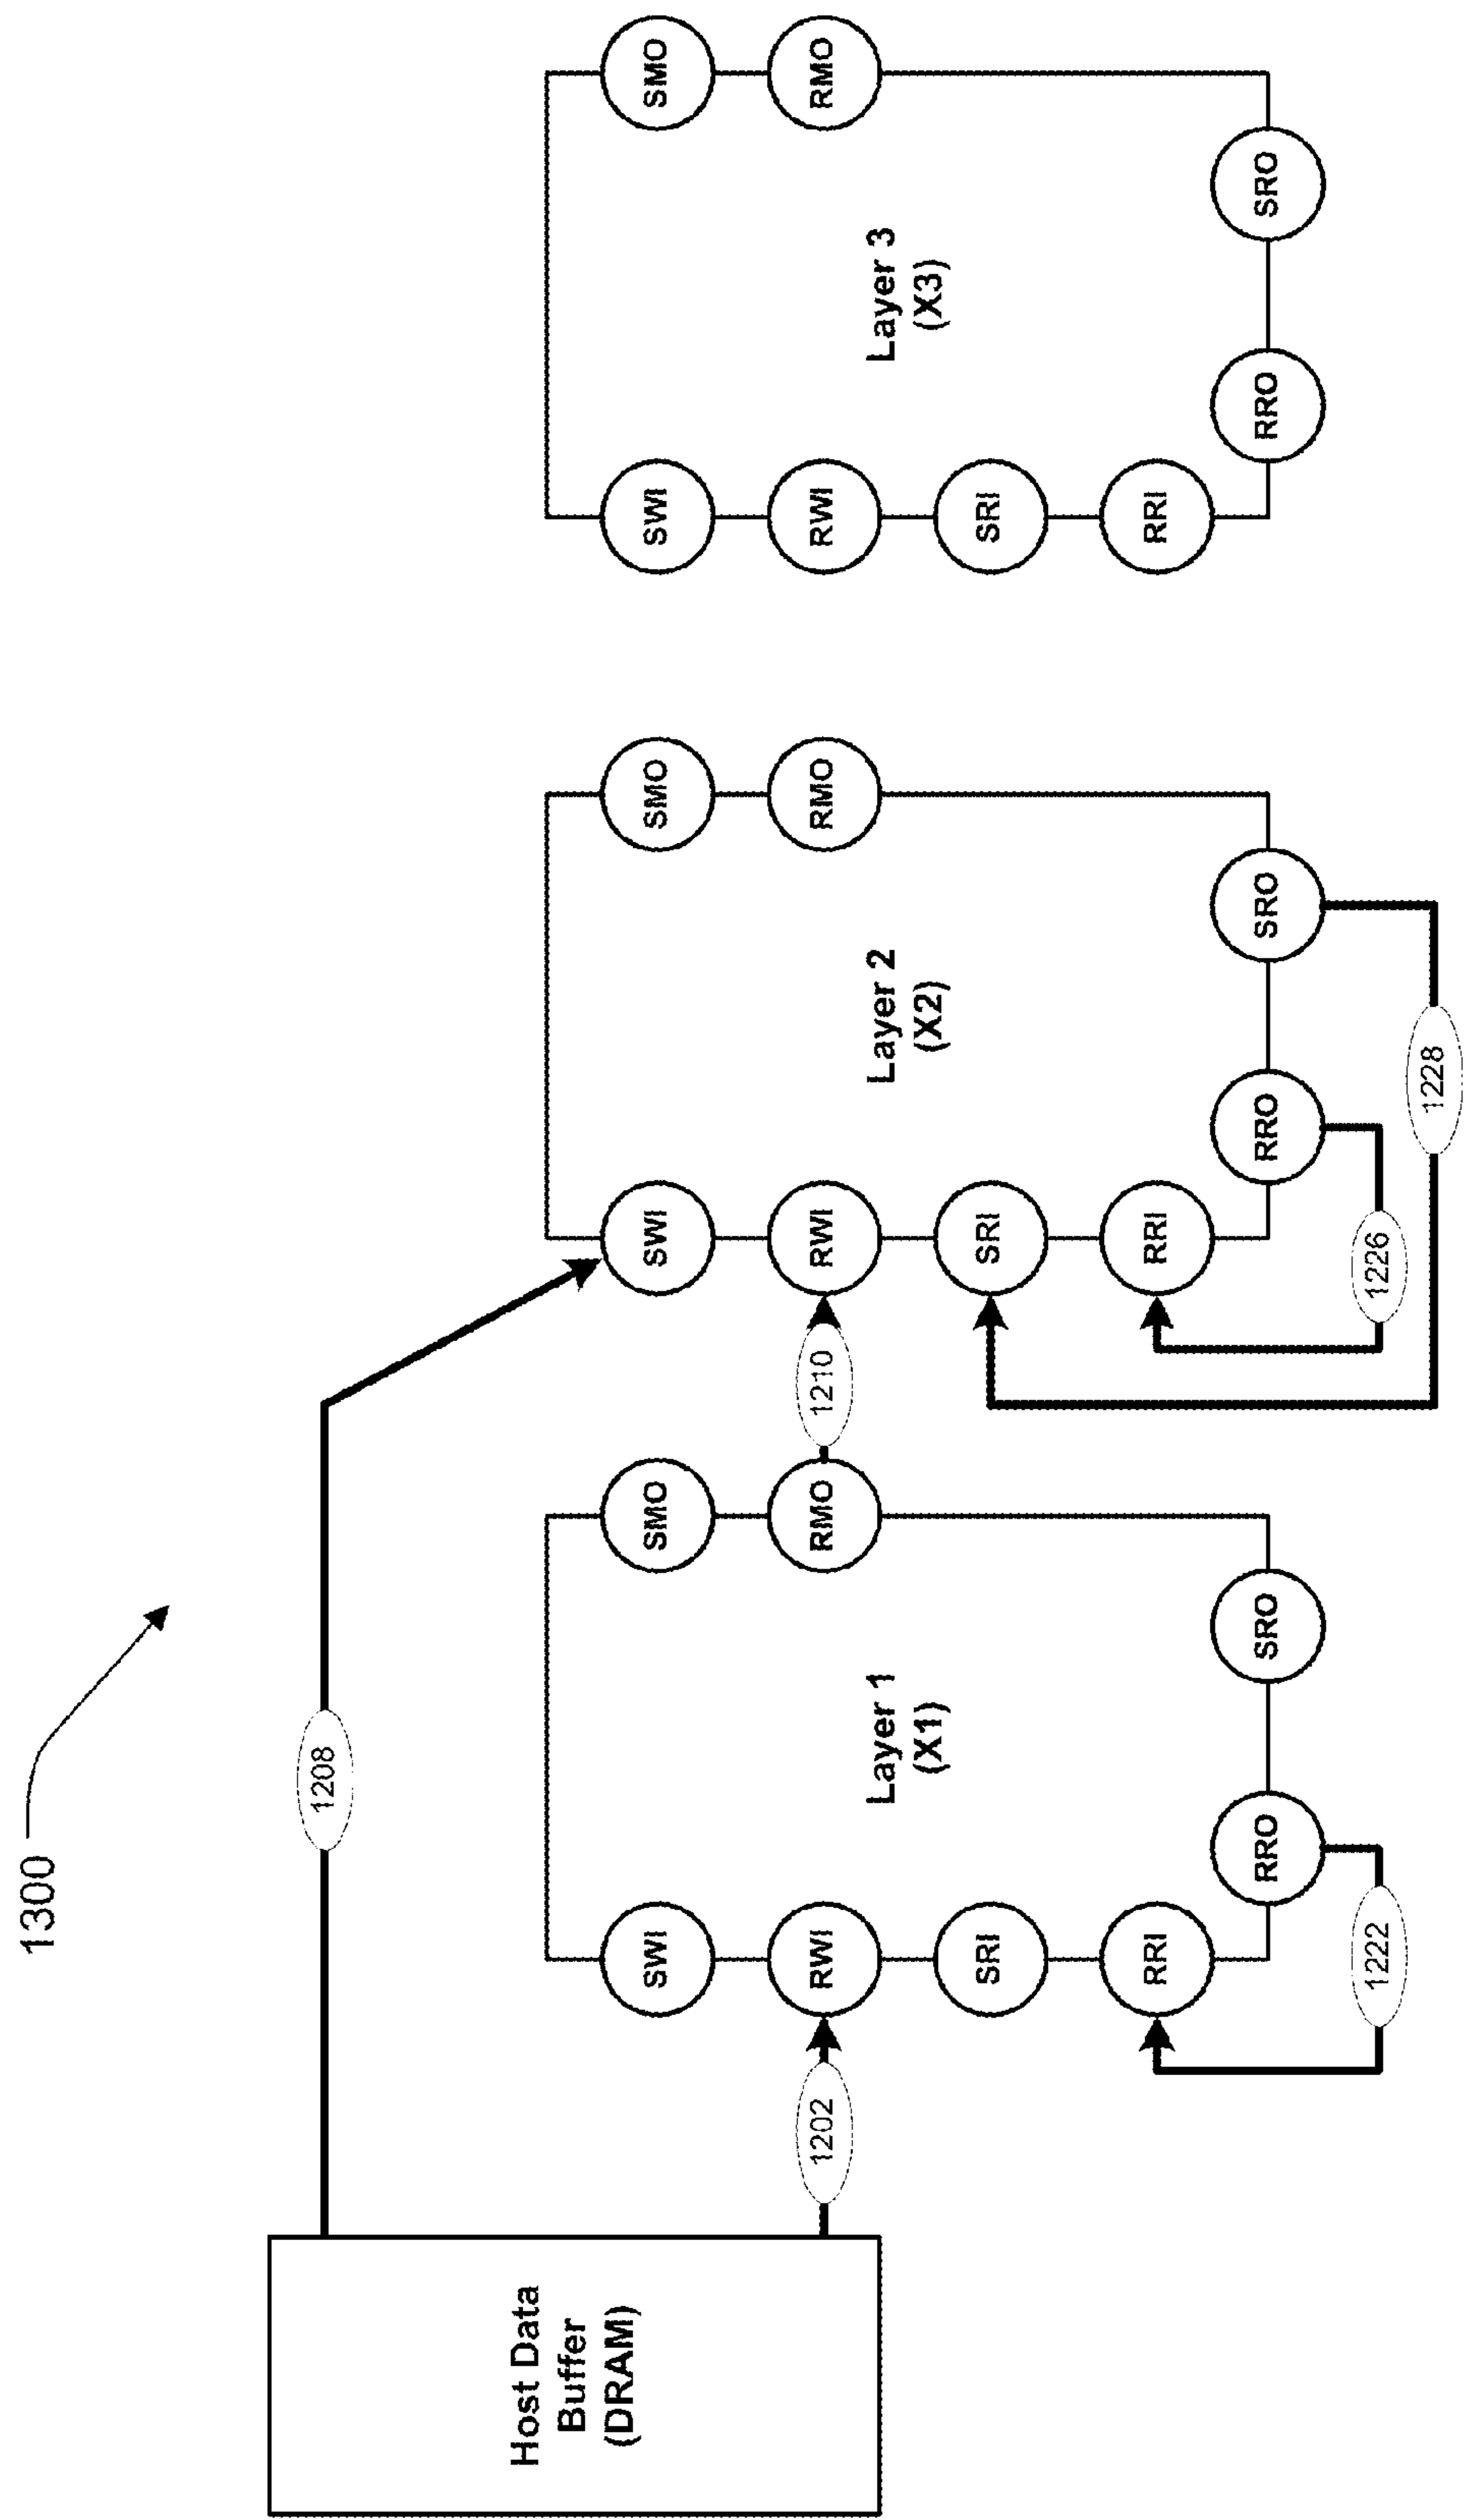 1300
Host Data
Buffer
(DRAM)
1208
1202
SWI
RWI
SRI
RRI
SMO
RMO
Layer 1
(X1)
RRO
SRO
1222
1210
SWI
RWI
SRI
RRI
SMO
RMO
Layer 2
(X2)
RRO
SRO
1226
1228
SWI
RWI
SRI
RRI
SMO
RMO
Layer 3
(X3)
RRO
SRO